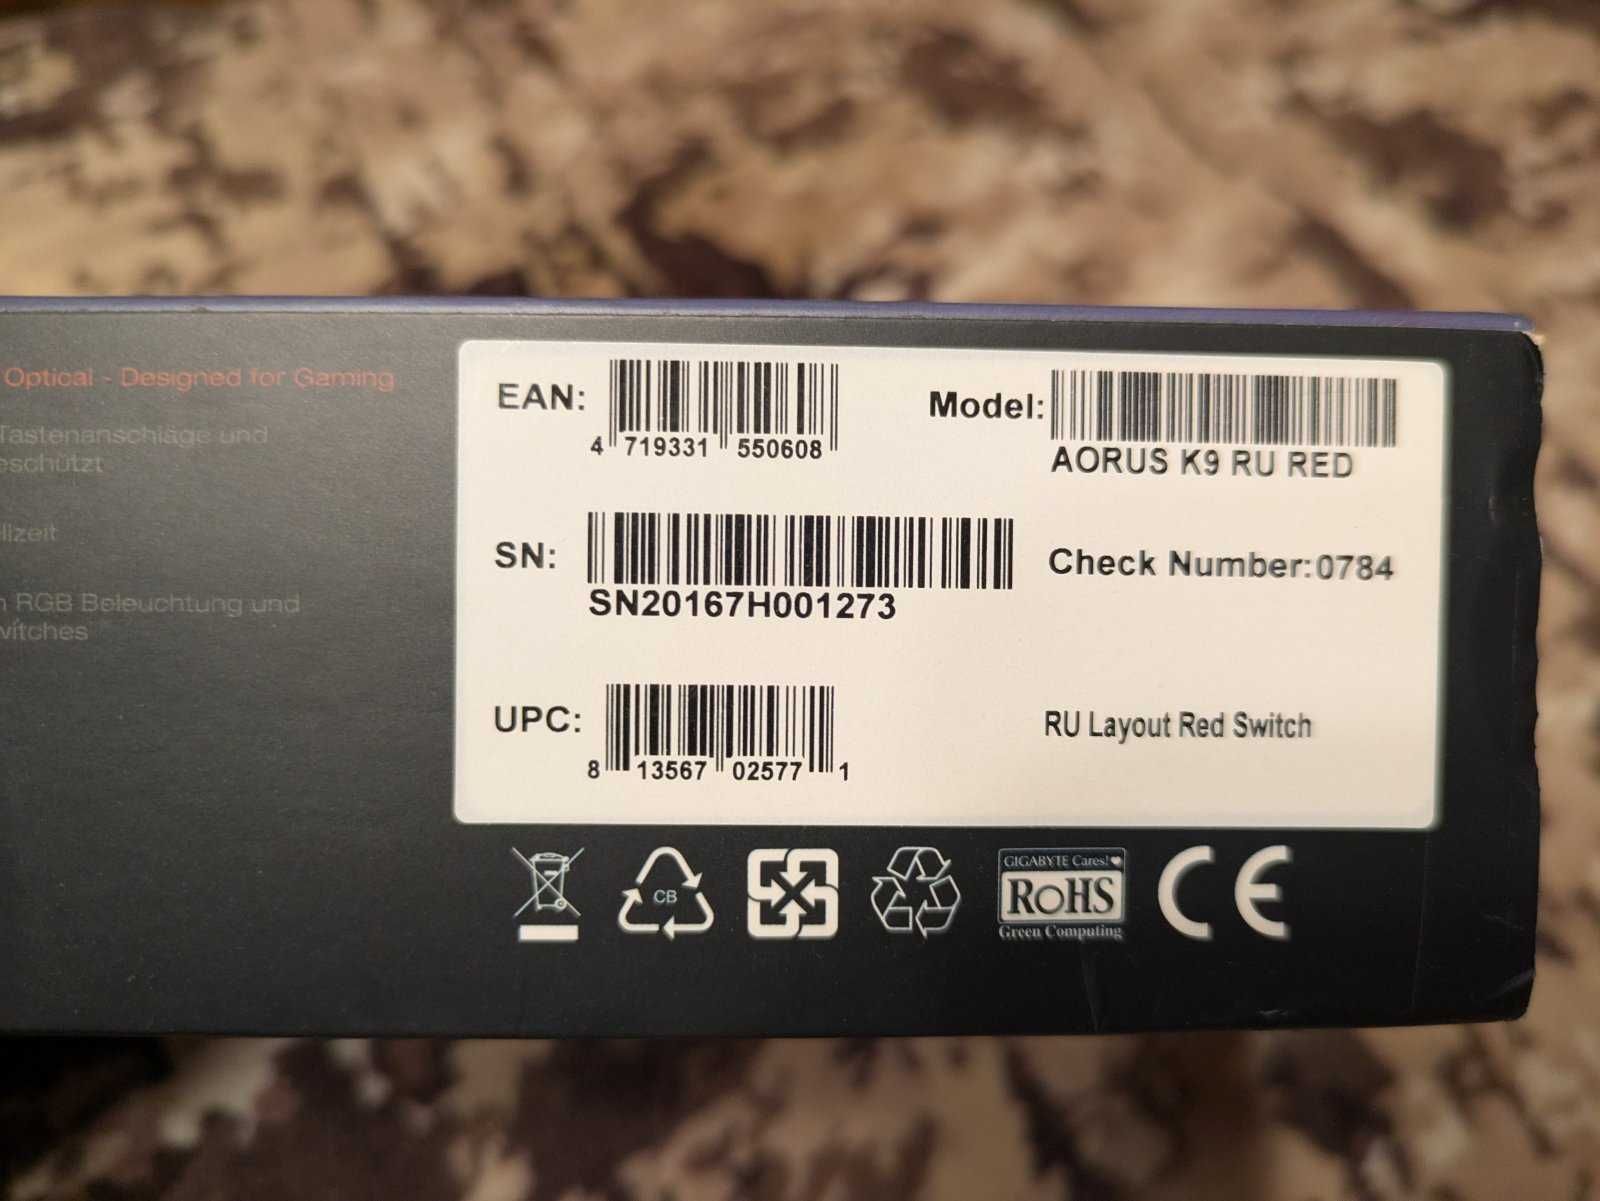 Optical - Designed for Gaming
Tastenanschläge und
eschützt
llzeit
n RGB Beleuchtung und
witches
EAN:
4 719331 550608
Model:
AORUS K9 RU RED
SN:
SN20167H001273
Check Number:0784
UPC:
8 13567 02577 1
RU Layout Red Switch
CB
GIGABYTE Cares!
RoHS
Green Computing
CE